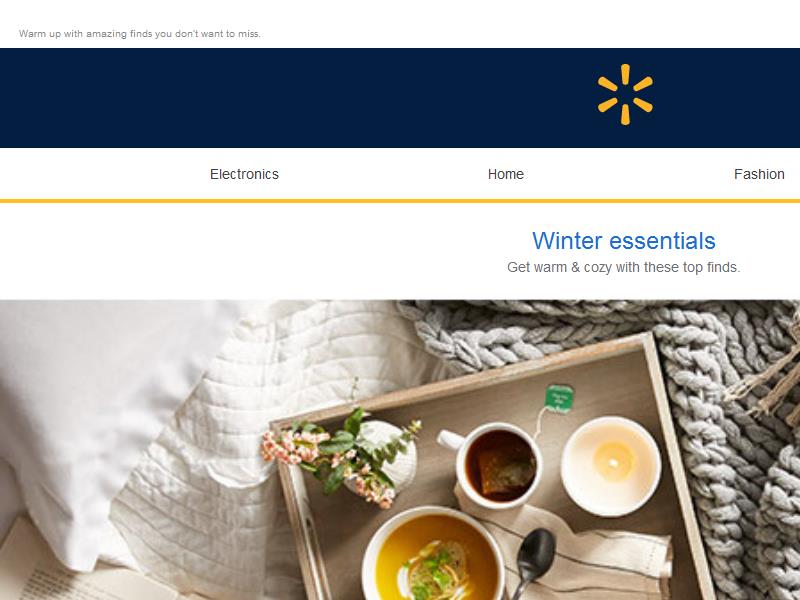 Warm up with amazing finds you don't want to miss.
Electronics
Home
Fashion
Winter essentials
Get warm & cozy with these top finds.